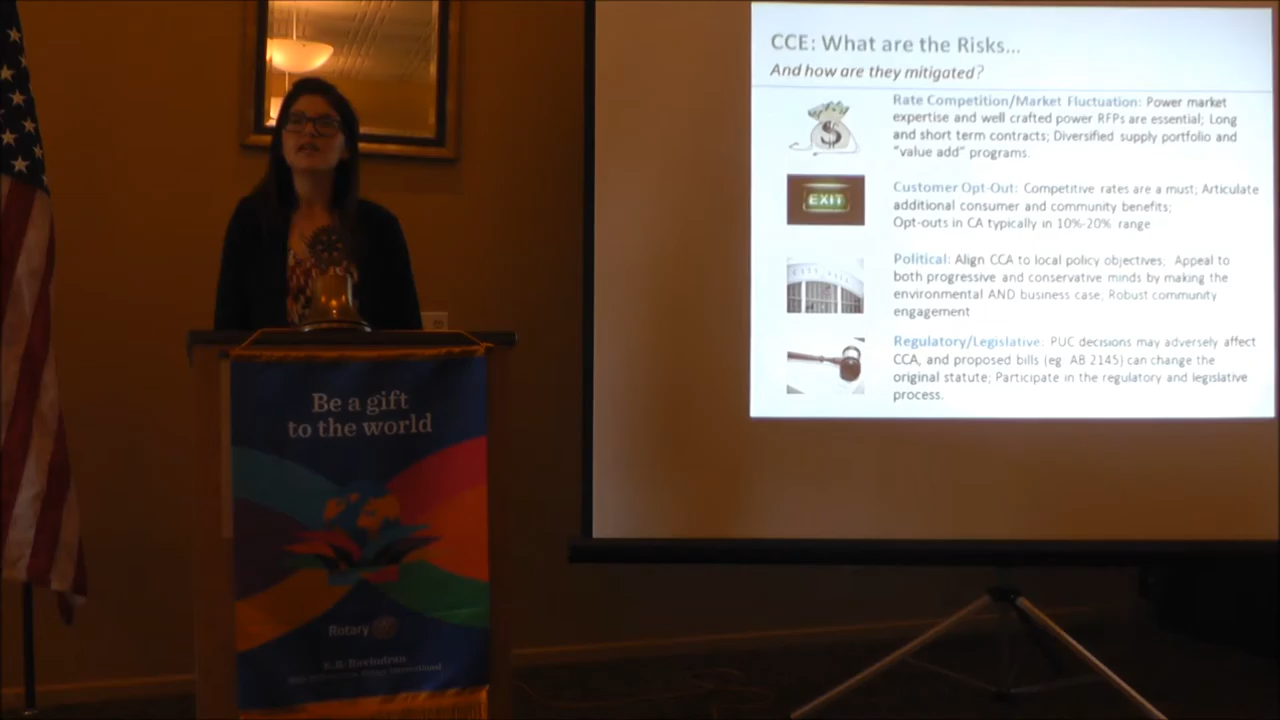 CCE: What are the Risks...
And how are they mitigated?
Rate Competition/Market Fluctuation: Power market
expertise and well crafted power RFPs are essential; Long
and short term contracts; Diversified supply portfolio and
"value add" programs.
EXIT
Customer Opt-Out: Competitive rates are a must; Articulate
additional consumer and community benefits;
Opt-outs in CA typically in 10%-20% range
Political: Align CCA to local policy objectives; Appeal to
both progressive and conservative minds by making the
environmental AND business case; Robust community
engagement
CITY HALL
Regulatory/Legislative: PUC decisions may adversely affect
CCA, and proposed bills (eg AB 2145) can change the
original statute; Participate in the regulatory and legislative
process.
Be a gift
to the world
Rotary
K.R. Ravindran